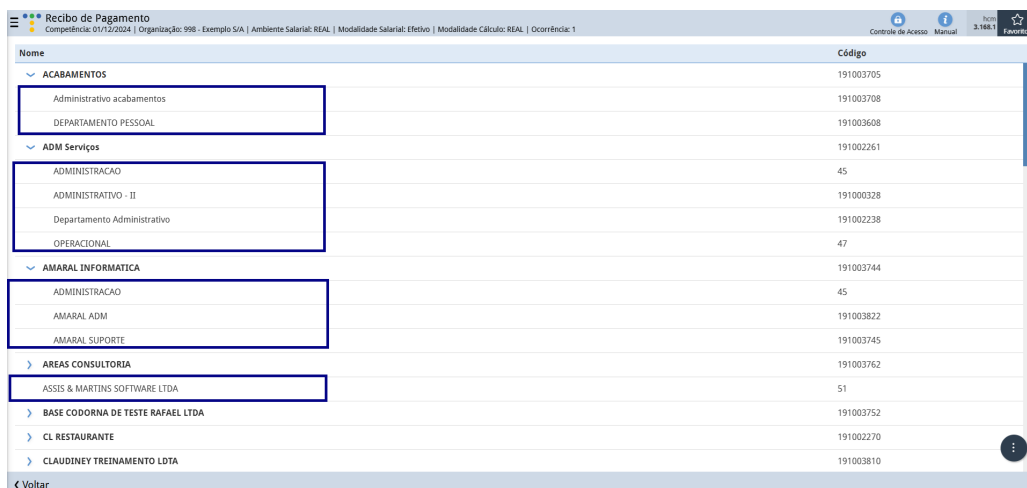 Recibo de Pagamento
Competência: 01/12/2024 | Organização: 998 - Exemplo S/A | Ambiente Salarial: REAL | Modalidade Salarial: Efetivo | Modalidade Cálculo: REAL | Ocorrência: 1
Controle de Acesso
Manual
hcm
3.168.1
Favorito
Nome Código
ACABAMENTOS 191003705
Administrativo acabamentos 191003708
DEPARTAMENTO PESSOAL 191003608
ADM Serviços 191002261
ADMINISTRACAO 45
ADMINISTRATIVO - II 191000328
Departamento Administrativo 191002238
OPERACIONAL 47
AMARAL INFORMATICA 191003744
ADMINISTRACAO 45
AMARAL ADM 191003822
AMARAL SUPORTE 191003745
AREAS CONSULTORIA 191003762
ASSIS & MARTINS SOFTWARE LTDA 51
BASE CODORNA DE TESTE RAFAEL LTDA 191003752
CL RESTAURANTE 191002270
CLAUDINEY TREINAMENTO LDTA 191003810
Voltar